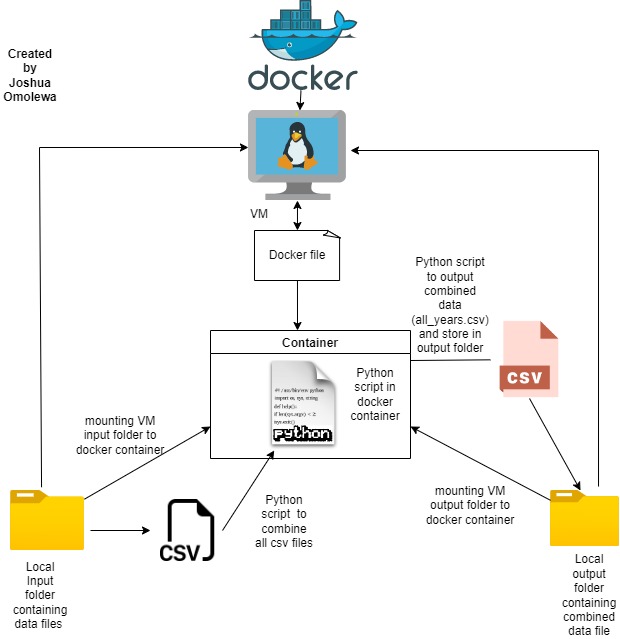 docker
Created
by
Joshua
Omolewa
VM
Docker file
Python script
to output
combined
data
(all_years.csv)
and store in
output folder
Container
#! /usr/bin/env python
import os, sys, string
def help():
if len(sys.argv) < 2:
sys.exit()
python
Python
script in
docker
container
CSV
mounting VM
input folder to
docker container
mounting VM
output folder to
docker container
CSV
Python
script to
combine
all csv files
Local
Input
folder
containing
data files
Local
output
folder
containing
combined
data file